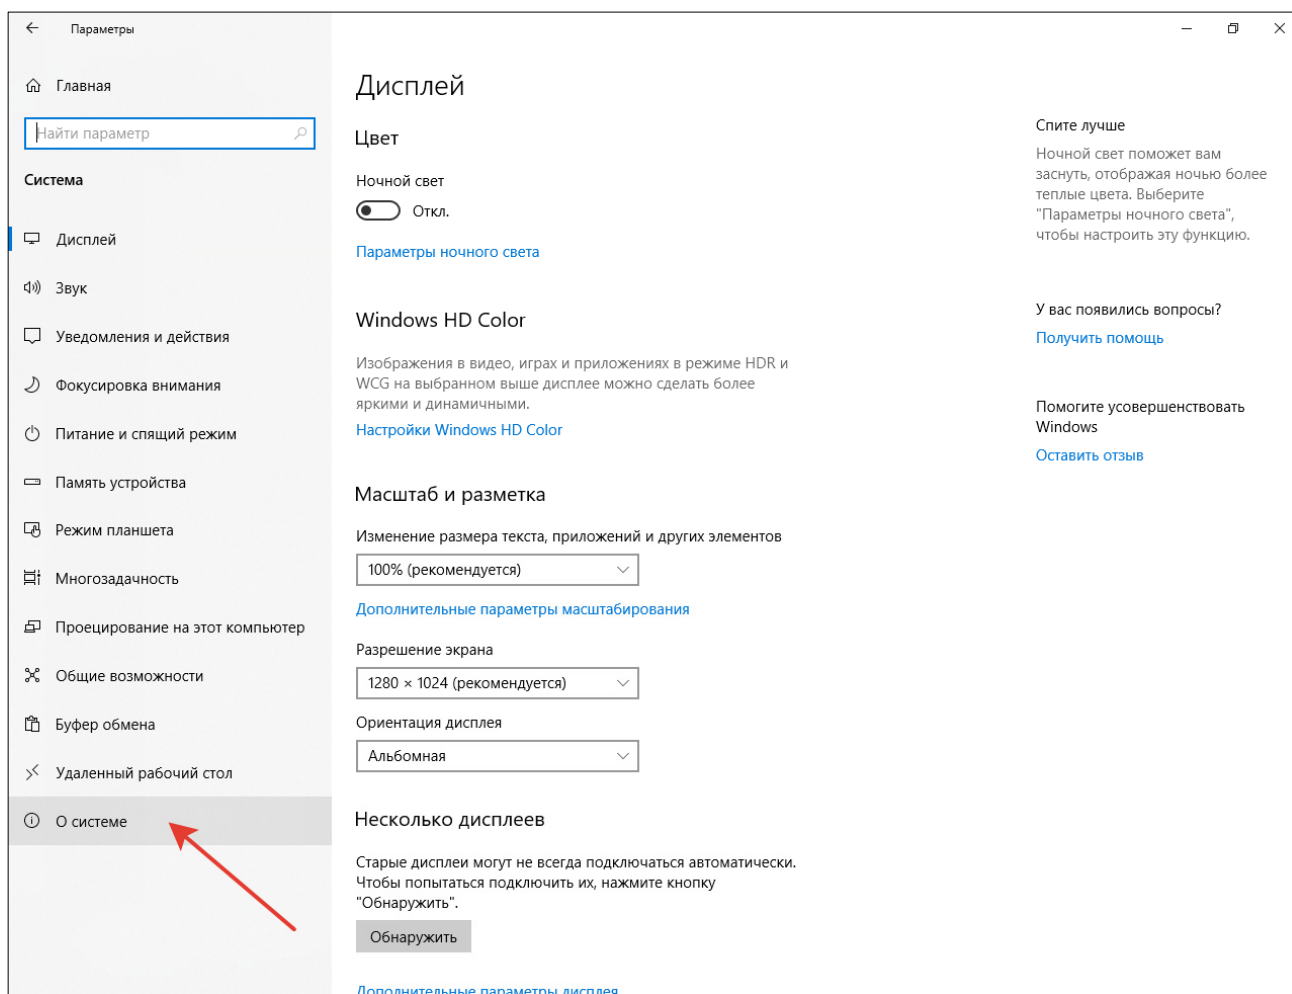 Параметры
Главная
Найти параметр
Система
Дисплей
Звук
Уведомления и действия
Фокусировка внимания
Питание и спящий режим
Память устройства
Режим планшета
Многозадачность
Проецирование на этот компьютер
Общие возможности
Буфер обмена
Удаленный рабочий стол
О системе
Дисплей
Цвет
Ночной свет
Откл.
Параметры ночного света
Windows HD Color
Изображения в видео, играх и приложениях в режиме HDR и
WCG на выбранном выше дисплее можно сделать более
яркими и динамичными.
Настройки Windows HD Color
Масштаб и разметка
Изменение размера текста, приложений и других элементов
100% (рекомендуется)
Дополнительные параметры масштабирования
Разрешение экрана
1280 × 1024 (рекомендуется)
Ориентация дисплея
Альбомная
Несколько дисплеев
Старые дисплеи могут не всегда подключаться автоматически.
Чтобы попытаться подключить их, нажмите кнопку
"Обнаружить".
Обнаружить
Дополнительные параметры дисплея
Спите лучше
Ночной свет поможет вам
заснуть, отображая ночью более
теплые цвета. Выберите
"Параметры ночного света",
чтобы настроить эту функцию.
У вас появились вопросы?
Получить помощь
Помогите усовершенствовать
Windows
Оставить отзыв